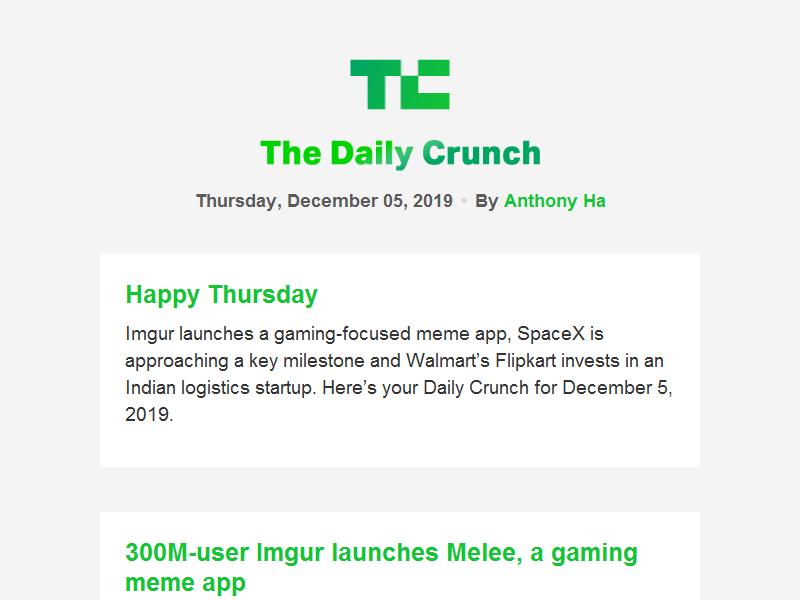 TC
The Daily Crunch
Thursday, December 05, 2019 • By Anthony Ha
Happy Thursday
Imgur launches a gaming-focused meme app, SpaceX is
approaching a key milestone and Walmart’s Flipkart invests in an
Indian logistics startup. Here’s your Daily Crunch for December 5,
2019.
300M-user Imgur launches Melee, a gaming
meme app